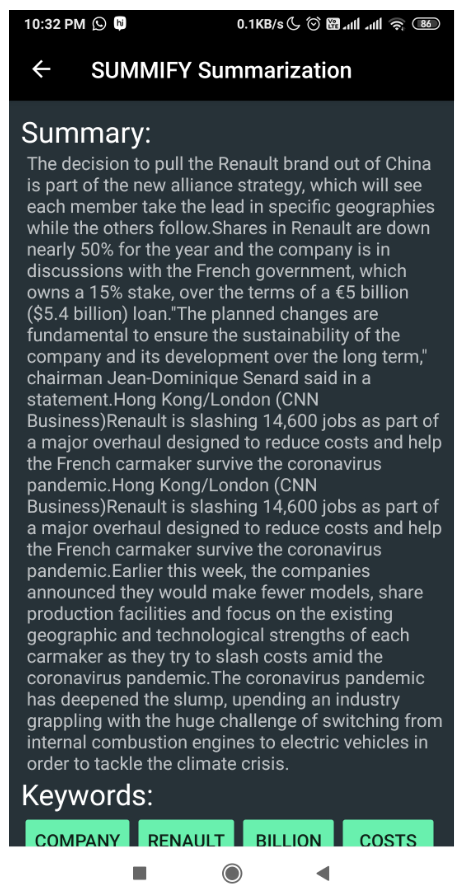 10:32 PM 0.1KB/s Vo LTE 86
SUMMIFY Summarization
Summary:
The decision to pull the Renault brand out of China
is part of the new alliance strategy, which will see
each member take the lead in specific geographies
while the others follow.Shares in Renault are down
nearly 50% for the year and the company is in
discussions with the French government, which
owns a 15% stake, over the terms of a €5 billion
($5.4 billion) loan."The planned changes are
fundamental to ensure the sustainability of the
company and its development over the long term,"
chairman Jean-Dominique Senard said in a
statement.Hong Kong/London (CNN
Business)Renault is slashing 14,600 jobs as part of
a major overhaul designed to reduce costs and help
the French carmaker survive the coronavirus
pandemic.Hong Kong/London (CNN
Business)Renault is slashing 14,600 jobs as part of
a major overhaul designed to reduce costs and help
the French carmaker survive the coronavirus
pandemic.Earlier this week, the companies
announced they would make fewer models, share
production facilities and focus on the existing
geographic and technological strengths of each
carmaker as they try to slash costs amid the
coronavirus pandemic.The coronavirus pandemic
has deepened the slump, upending an industry
grappling with the huge challenge of switching from
internal combustion engines to electric vehicles in
order to tackle the climate crisis.
Keywords:
COMPANY RENAULT BILLION COSTS